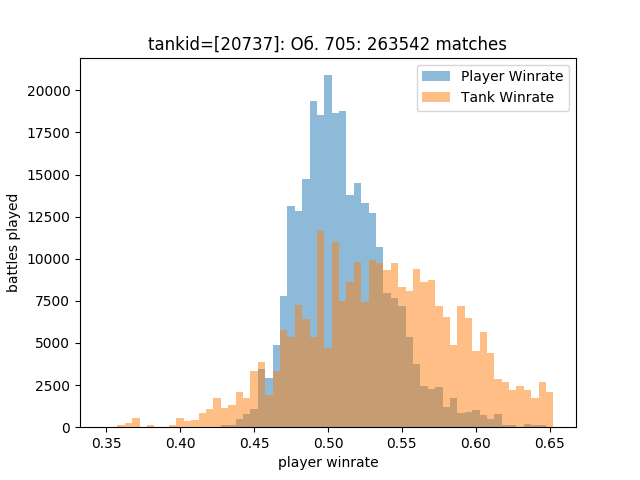 tankid=[20737]: Об. 705: 263542 matches
Player Winrate
Tank Winrate
battles played
20000
17500
15000
12500
10000
7500
5000
2500
0
0.35 0.40 0.45 0.50 0.55 0.60 0.65
player winrate